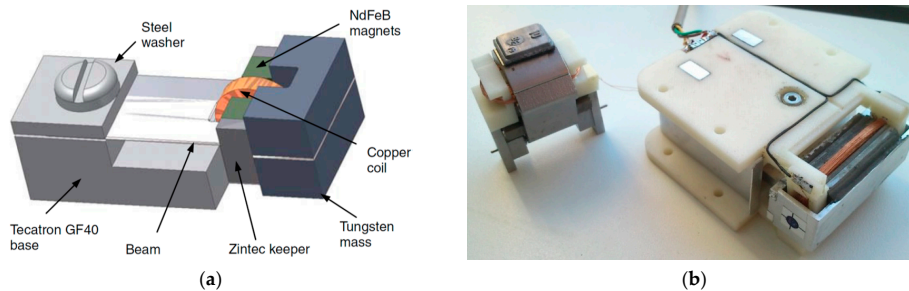 NdFeB
magnets
Steel
washer
Copper
coil
Tecatron GF40
base
Beam
Zintec keeper
Tungsten
mass
(a)
(b)